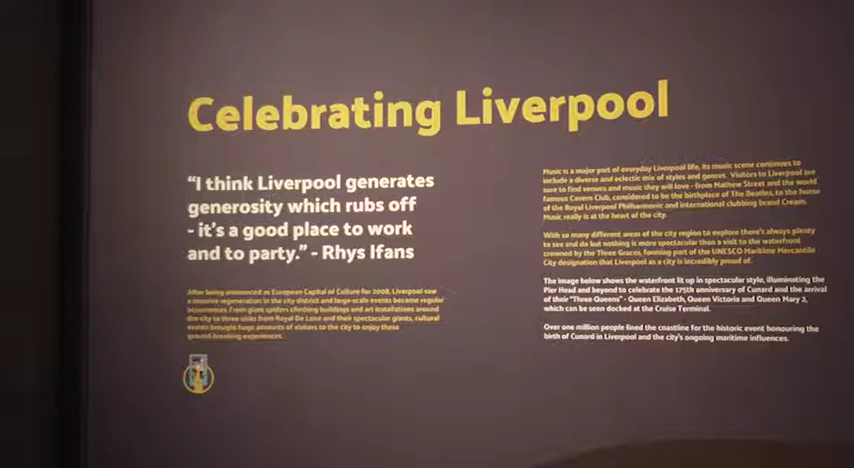 Celebrating Liverpool
“I think Liverpool generates
generosity which rubs off
- it’s a good place to work
and to party.” - Rhys Ifans
After being announced as European Capital of Culture for 2008, Liverpool saw
a massive regeneration in the city district and large-scale events became regular
occurrences. From giant spiders climbing buildings and art installations around
the city to three visits from Royal De Luxe and their spectacular giants, cultural
events brought huge amounts of visitors to the city to enjoy these
ground-breaking experiences.
Music is a major part of everyday Liverpool life, its music scene continues to
include a diverse and eclectic mix of styles and genres. Visitors to Liverpool are
sure to find venues and music they will love - from Mathew Street and the world
famous Cavern Club, considered to be the birthplace of The Beatles, to the home
of the Royal Liverpool Philharmonic and international clubbing brand Cream.
Music really is at the heart of the city.
With so many different areas of the city region to explore there’s always plenty
to see and do but nothing is more spectacular than a visit to the waterfront
crowned by the Three Graces, forming part of the UNESCO Maritime Mercantile
City designation that Liverpool as a city is incredibly proud of.
The image below shows the waterfront lit up in spectacular style, illuminating the
Pier Head and beyond to celebrate the 175th anniversary of Cunard and the arrival
of their “Three Queens” - Queen Elizabeth, Queen Victoria and Queen Mary 2,
which can be seen docked at the Cruise Terminal.
Over one million people lined the coastline for the historic event honouring the
birth of Cunard in Liverpool and the city’s ongoing maritime influences.